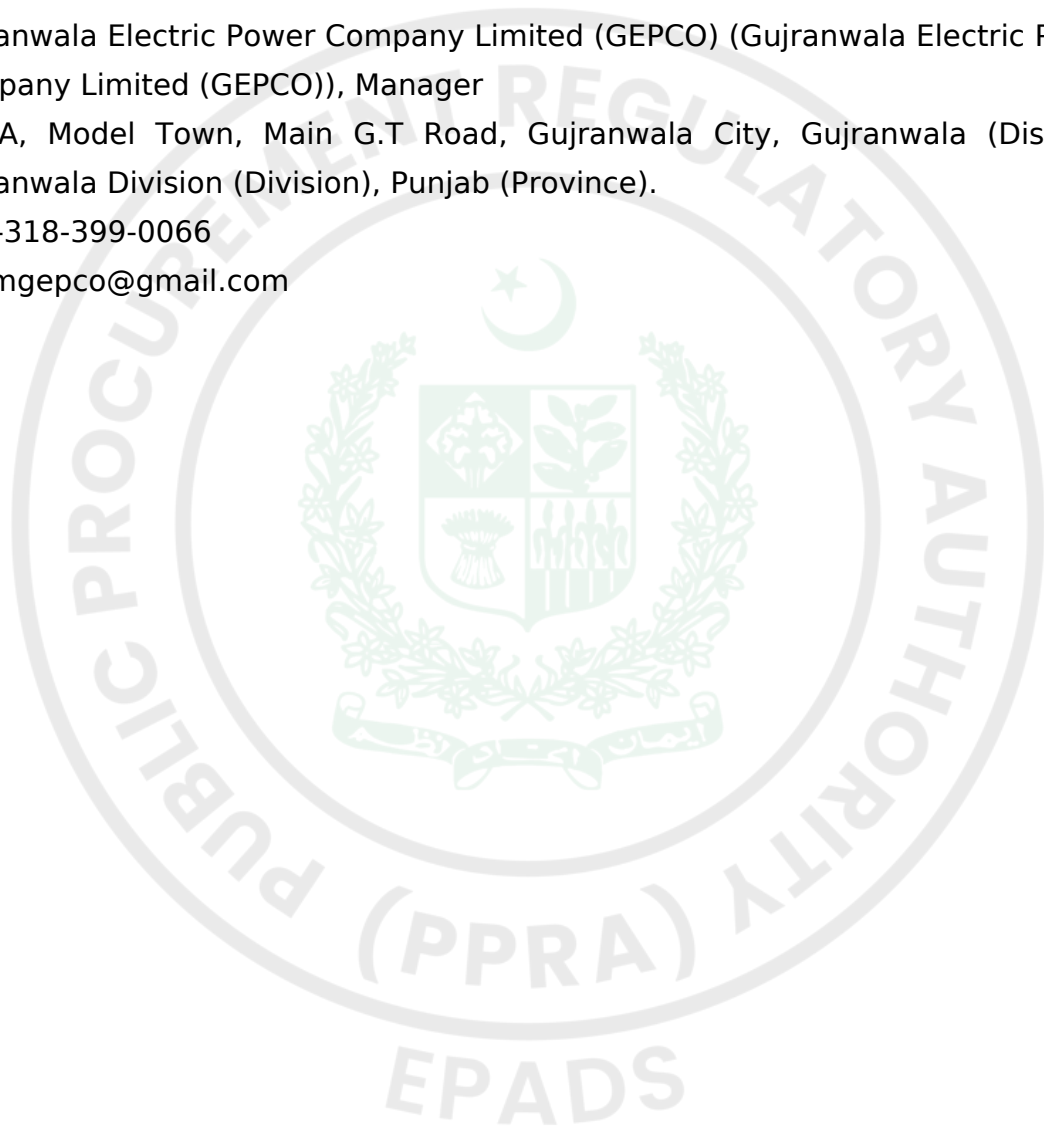 anwala Electric Power Company Limited (GEPCO) (Gujranwala Electric
pany Limited (GEPCO)), Manager
A, Model Town, Main G.T Road, Gujranwala City, Gujranwala (Dis
anwala Division (Division), Punjab (Province).
-318-399-0066
mgepco@gmail.com
PUBLIC PROCUREMENT REGULATORY AUTHORITY
(PPRA)
EPADS